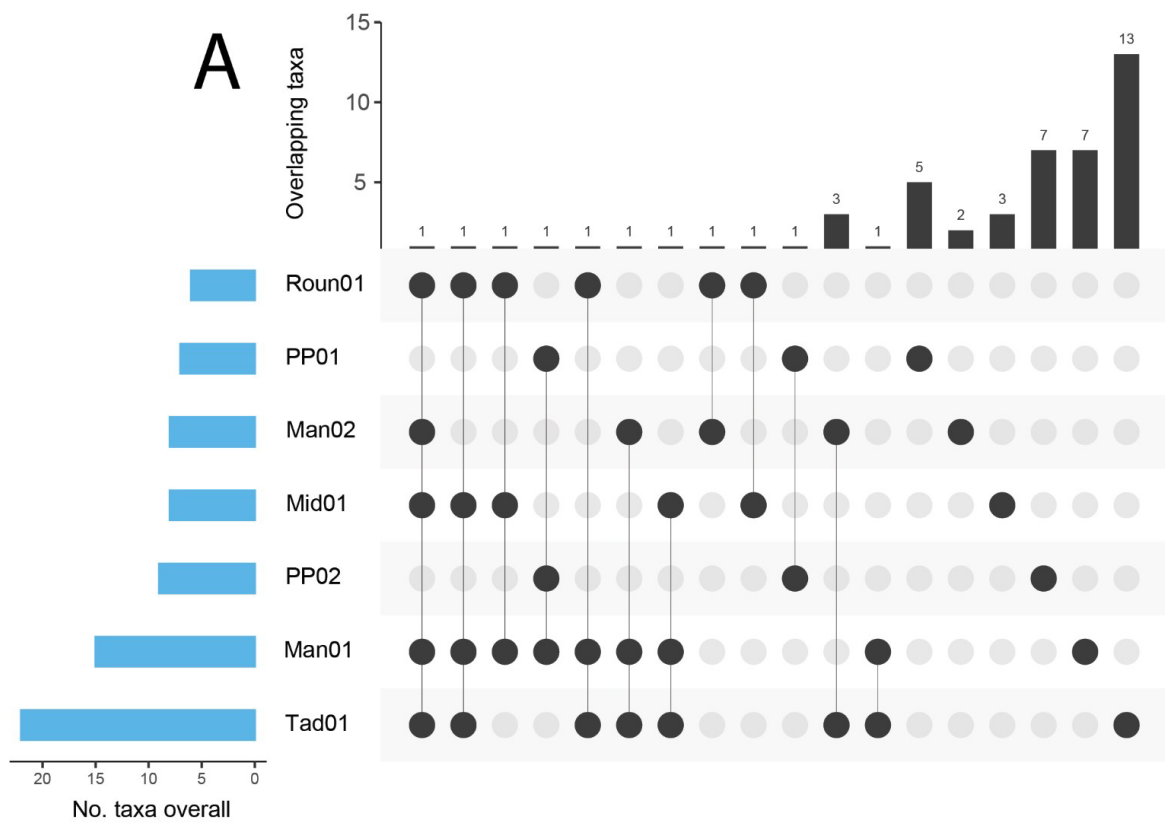 A
Overlapping taxa
15
10
5
1 1 1 1 1 1 1 1 1 1 3 1 5 2 3 7 7 13
Roun01
PP01
Man02
Mid01
PP02
Man01
Tad01
20 15 10 5 0
No. taxa overall